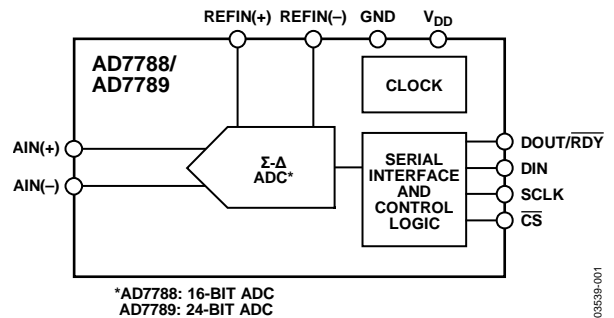 REFIN(+) REFIN(–) GND VDD
AD7788/
AD7789
CLOCK
AIN(+)
AIN(–)
Σ-Δ
ADC*
SERIAL
INTERFACE
AND
CONTROL
LOGIC
DOUT/RDY
DIN
SCLK
CS
*AD7788: 16-BIT ADC
AD7789: 24-BIT ADC
03539-001